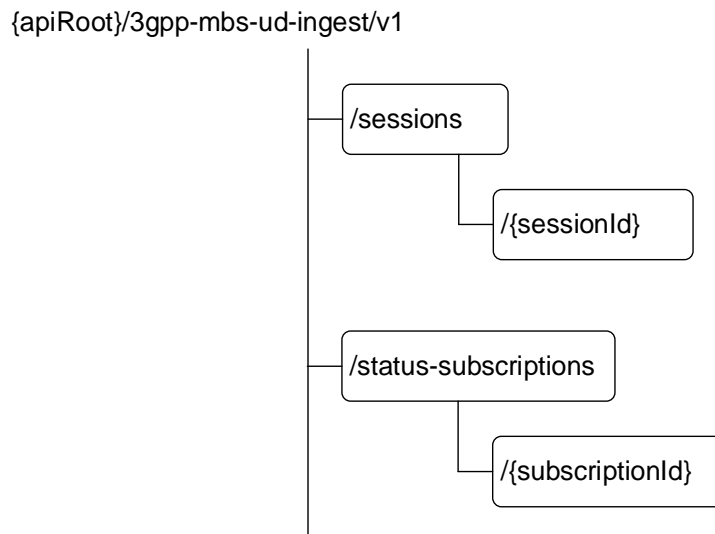 {apiRoot}/3gpp-mbs-ud-ingest/v1
/sessions
/{sessionId}
/status-subscriptions
/{subscriptionId}